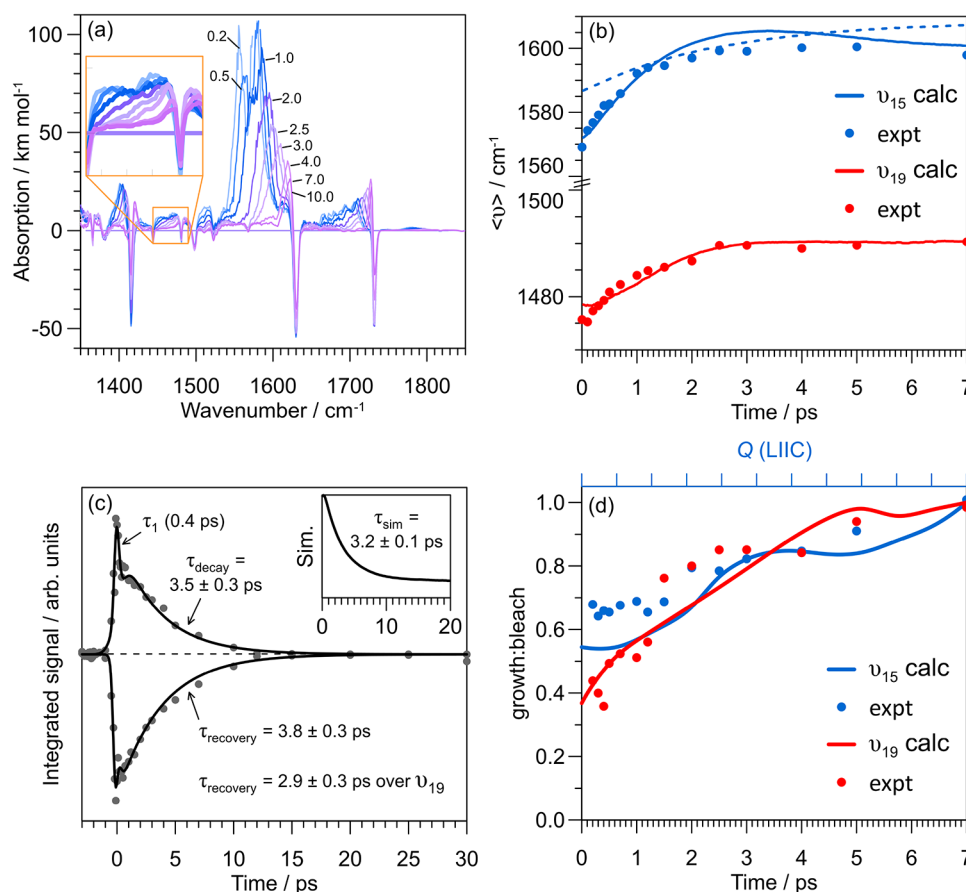 (a)
Absorption / km mol⁻¹
100
50
0
-50
0.2
0.5
1.0
2.0
2.5
3.0
4.0
7.0
10.0
1400 1500 1600 1700 1800
Wavenumber / cm⁻¹
(b)
<υ> / cm⁻¹
1600
1580
1560
1500
1480
υ₁₅ calc
expt
υ₁₉ calc
expt
0 1 2 3 4 5 6 7
Time / ps
(c)
Integrated signal / arb. units
τ₁ (0.4 ps)
τdecay =
3.5 ± 0.3 ps
Sim.
τsim =
3.2 ± 0.1 ps
0 10 20
τrecovery = 3.8 ± 0.3 ps
τrecovery = 2.9 ± 0.3 ps over υ₁₉
0 5 10 15 20 25 30
Time / ps
Q (LIIC)
(d)
growth:bleach
1.0
0.8
0.6
0.4
0.2
0.0
υ₁₅ calc
expt
υ₁₉ calc
expt
0 1 2 3 4 5 6 7
Time / ps